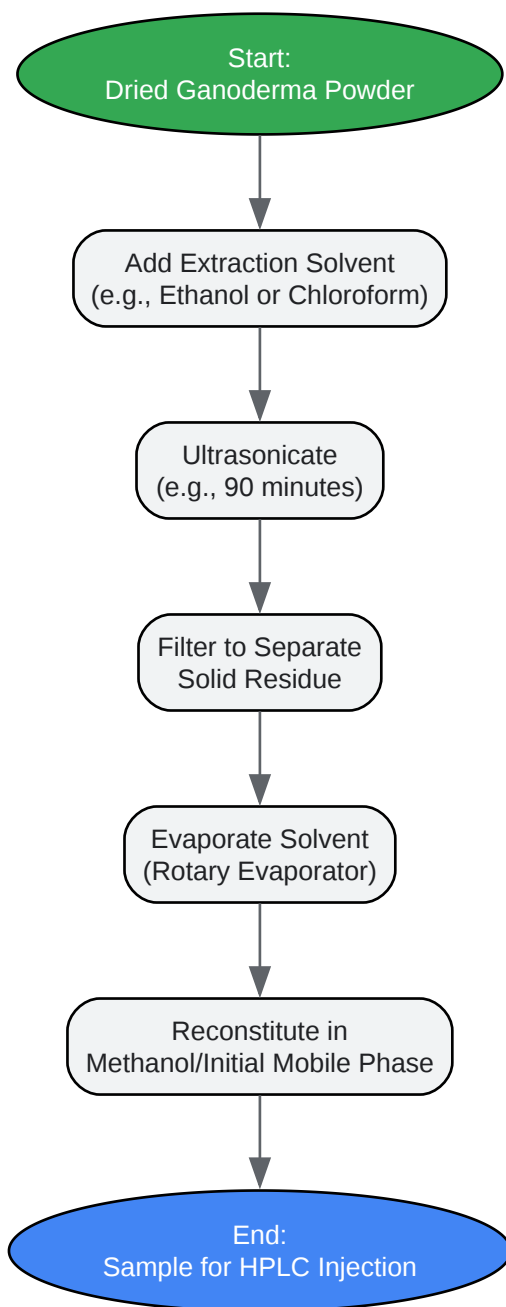 Start:
Dried Ganoderma Powder
Add Extraction Solvent
(e.g., Ethanol or Chloroform)
Ultrasonicate
(e.g., 90 minutes)
Filter to Separate
Solid Residue
Evaporate Solvent
(Rotary Evaporator)
Reconstitute in
Methanol/Initial Mobile Phase
End:
Sample for HPLC Injection